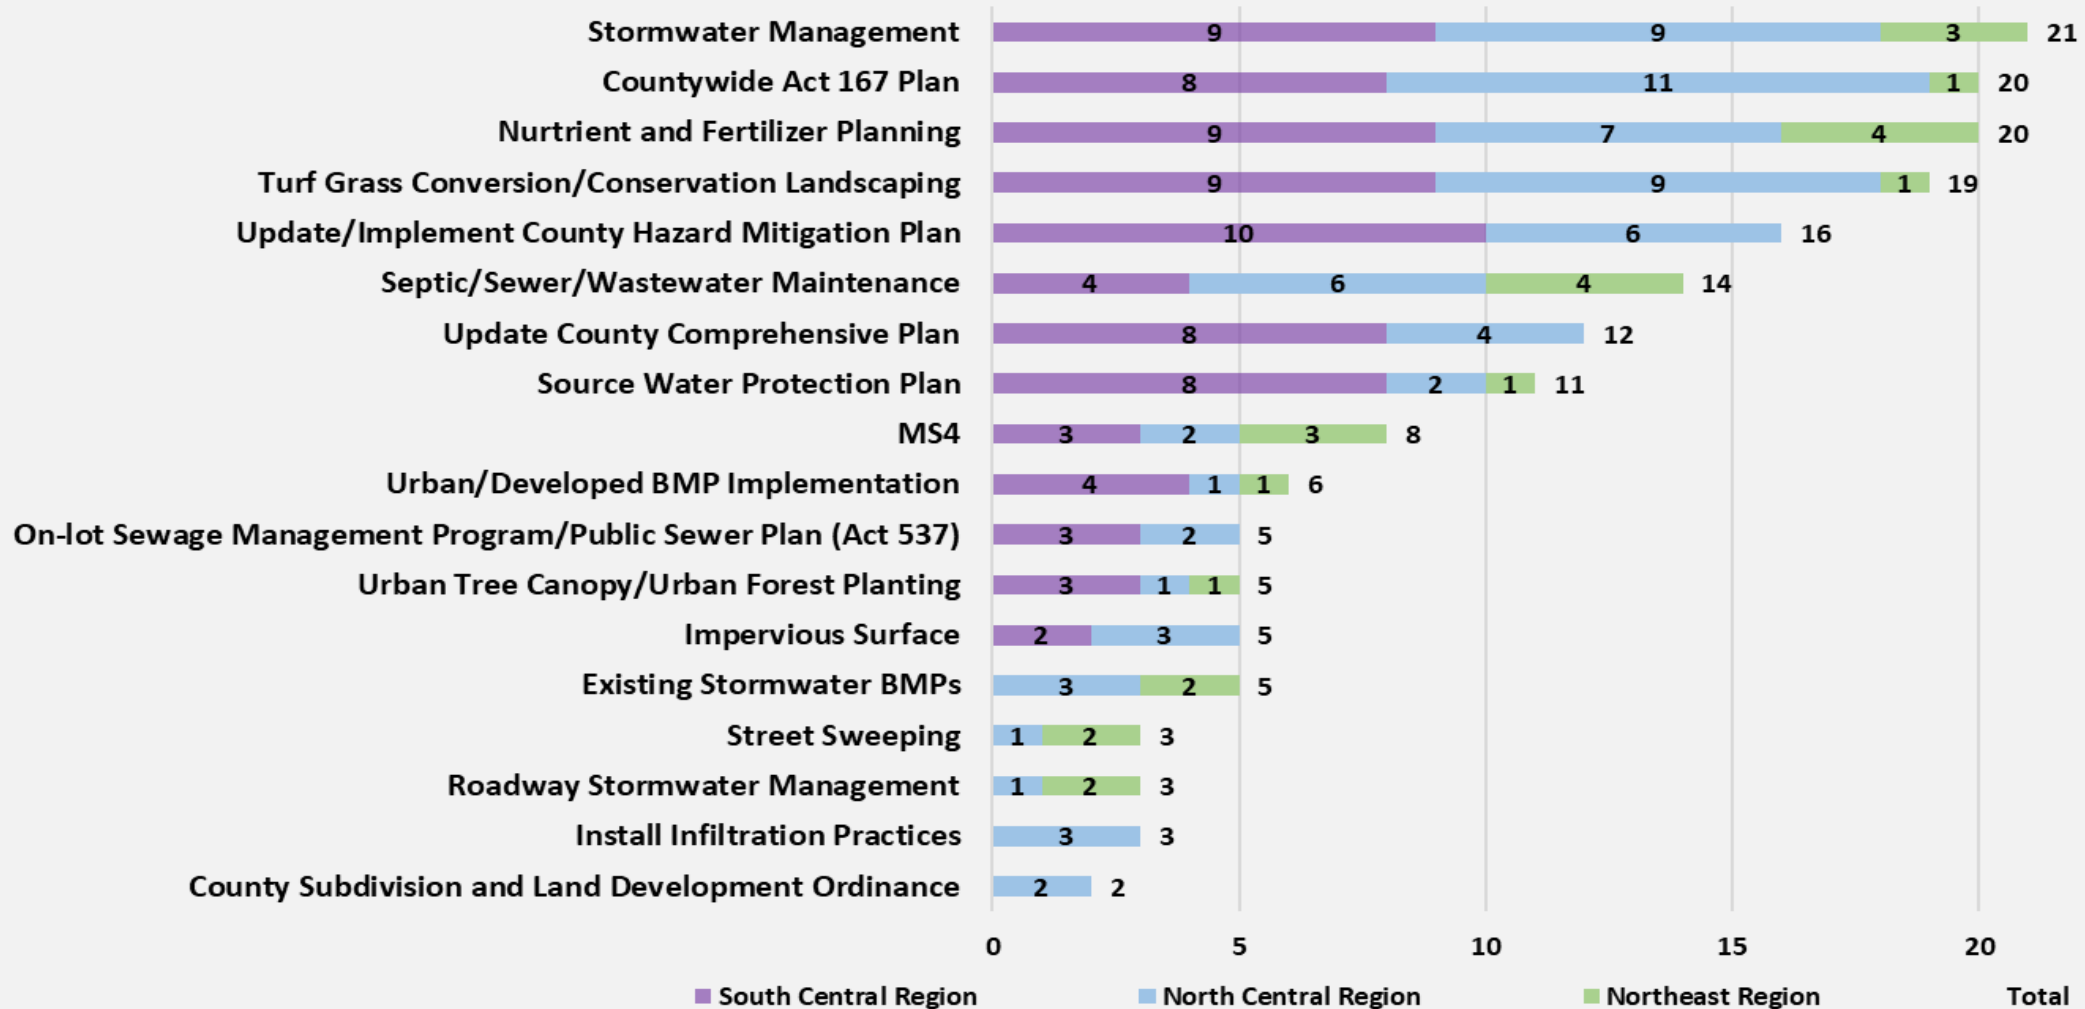 Stormwater Management 9 9 3 21
Countywide Act 167 Plan 8 11 1 20
Nurtrient and Fertilizer Planning 9 7 4 20
Turf Grass Conversion/Conservation Landscaping 9 9 1 19
Update/Implement County Hazard Mitigation Plan 10 6 16
Septic/Sewer/Wastewater Maintenance 4 6 4 14
Update County Comprehensive Plan 8 4 12
Source Water Protection Plan 8 2 1 11
MS4 3 2 3 8
Urban/Developed BMP Implementation 4 1 1 6
On-lot Sewage Management Program/Public Sewer Plan (Act 537) 3 2 5
Urban Tree Canopy/Urban Forest Planting 3 1 1 5
Impervious Surface 2 3 5
Existing Stormwater BMPs 3 2 5
Street Sweeping 1 2 3
Roadway Stormwater Management 1 2 3
Install Infiltration Practices 3 3
County Subdivision and Land Development Ordinance 2 2
0 5 10 15 20
South Central Region North Central Region Northeast Region Total